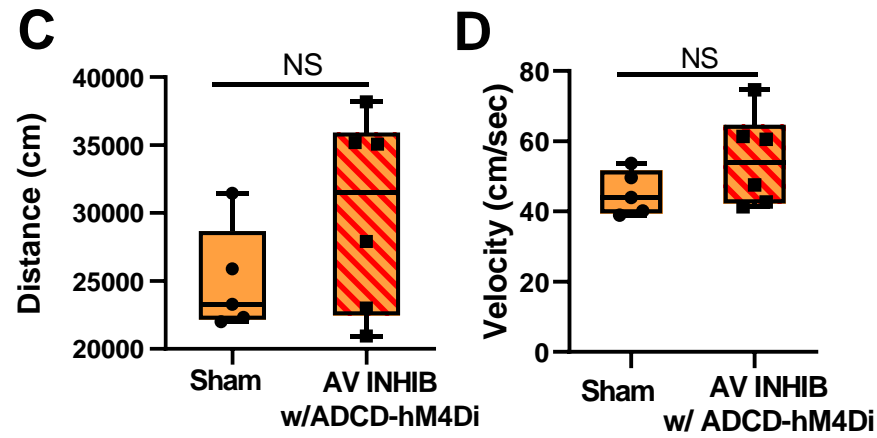 C
NS
Distance (cm)
40000
35000
30000
25000
20000
Sham
AV INHIB
w/ADCD-hM4Di
D
NS
Velocity (cm/sec)
80
60
40
20
0
Sham
AV INHIB
w/ ADCD-hM4Di